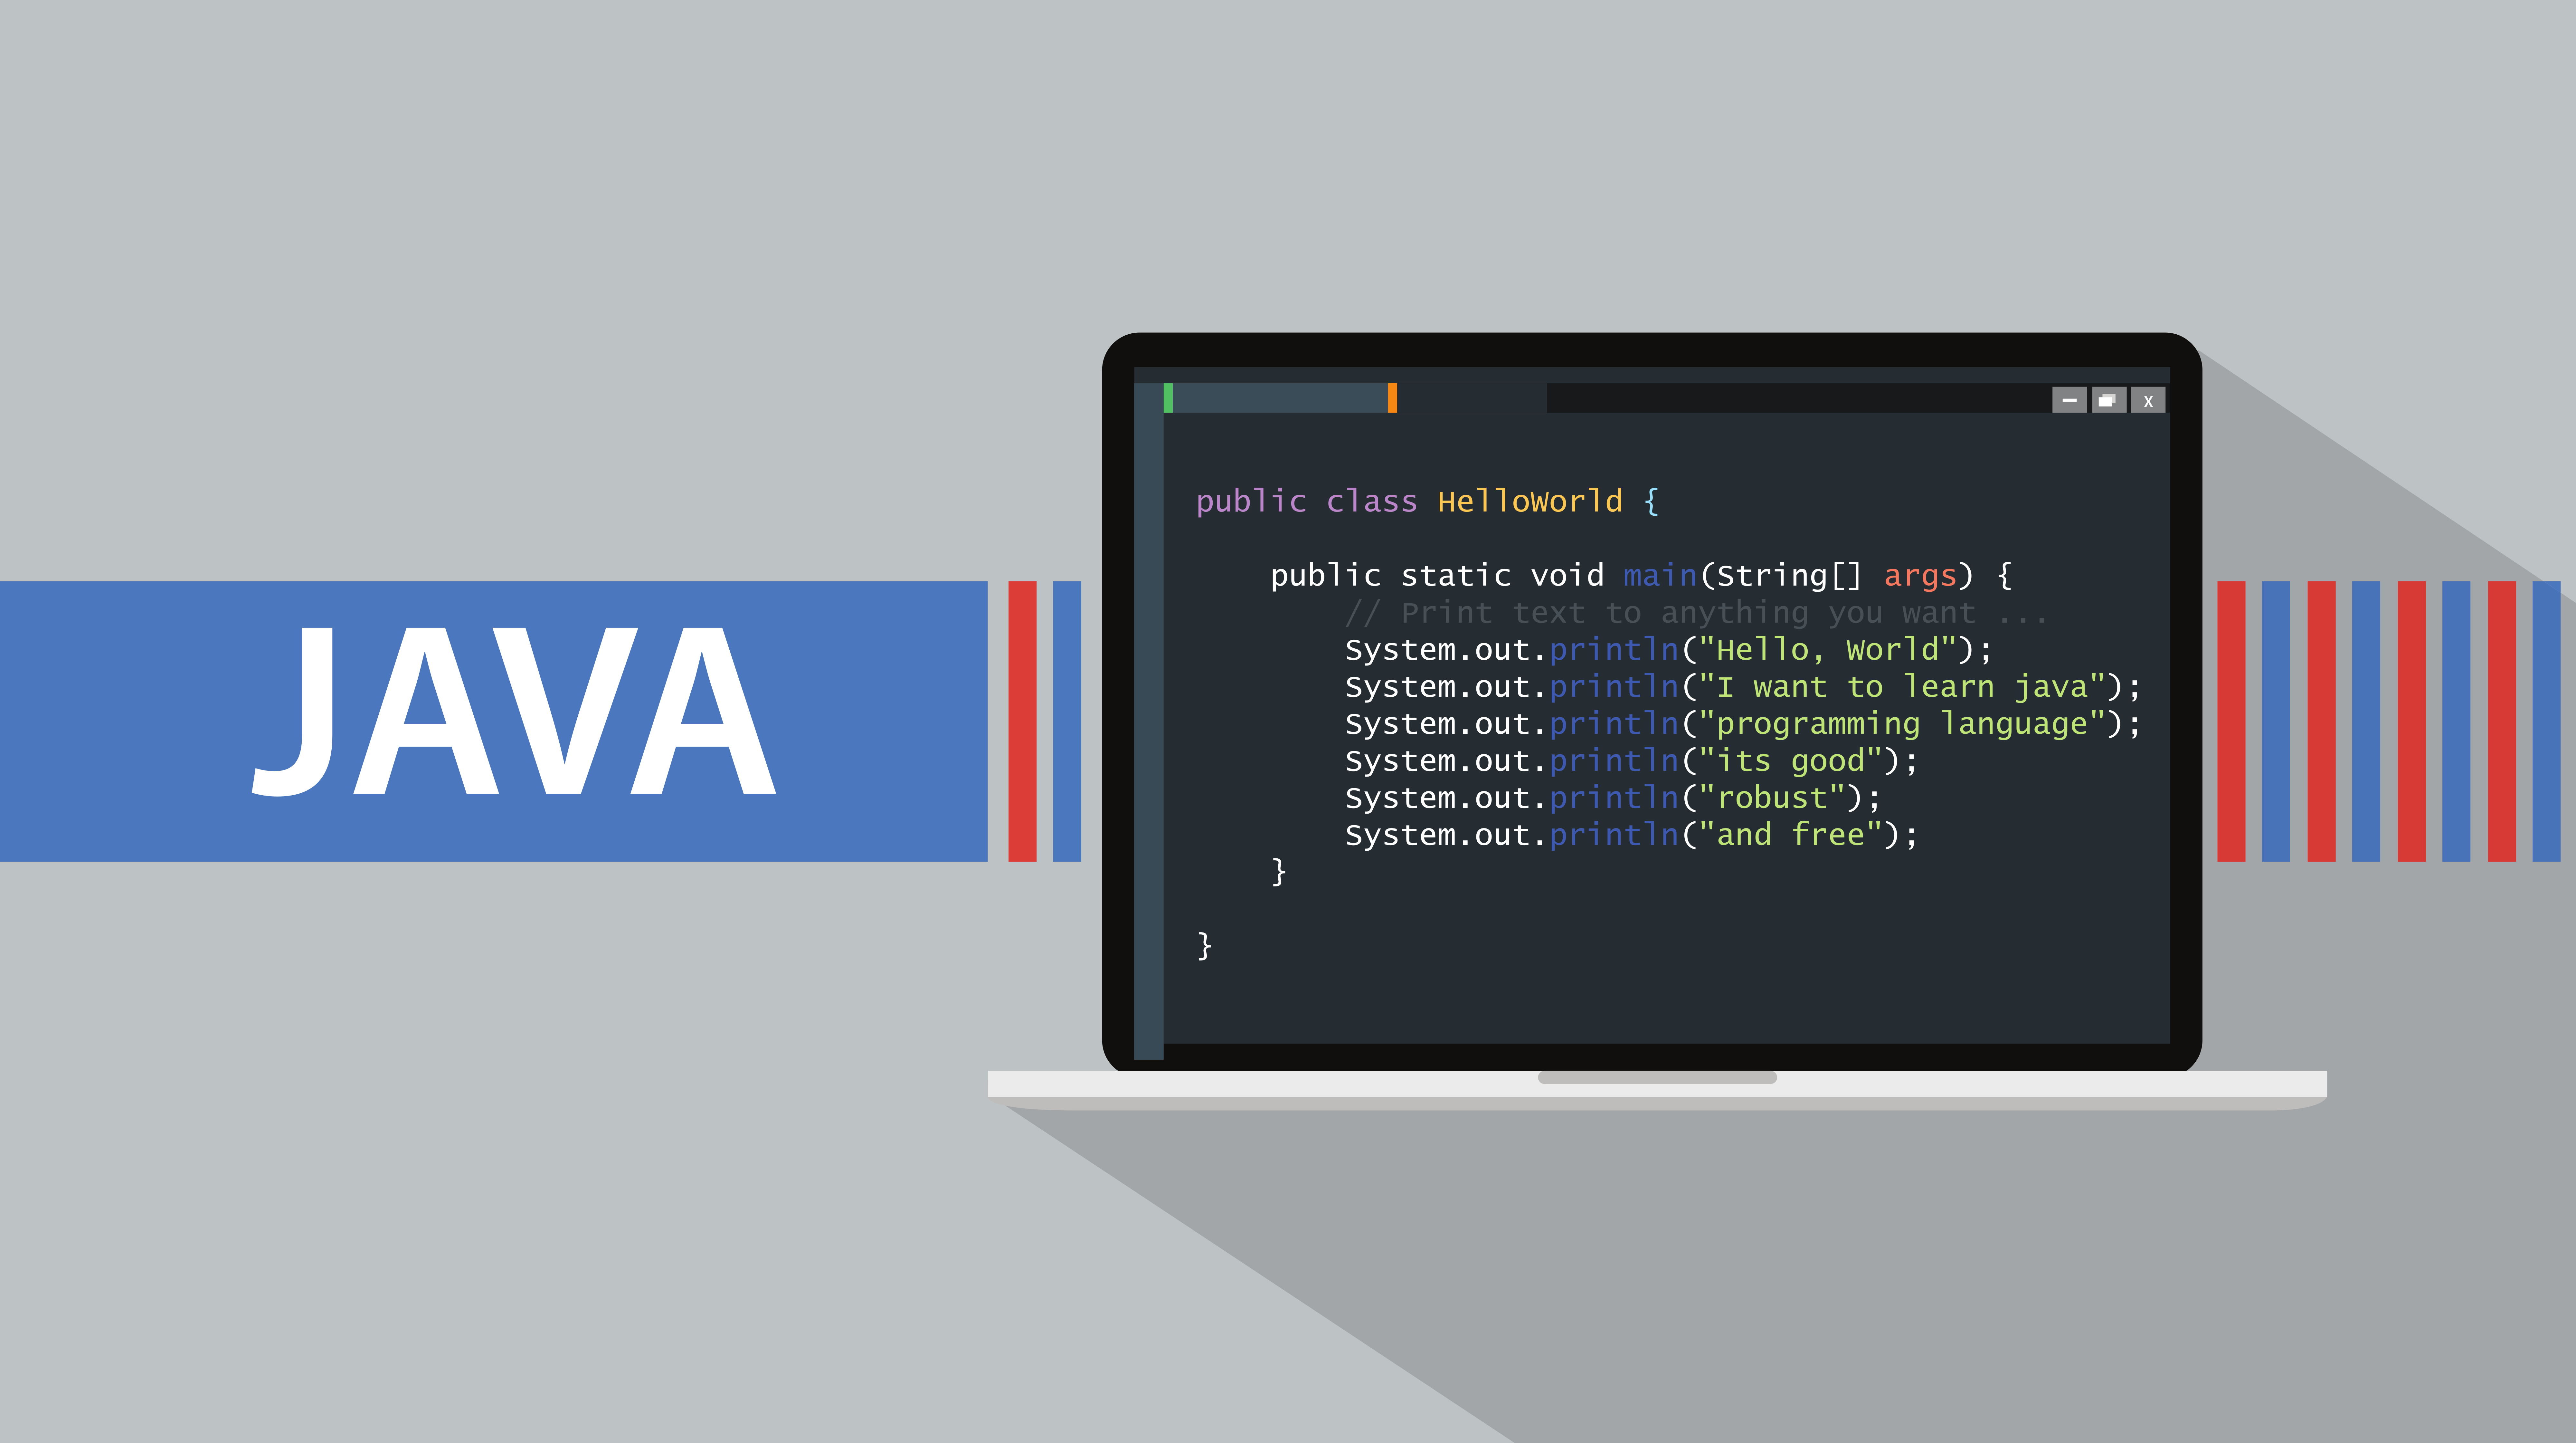 JAVA
x
public class HelloWorld {
public static void main(String[] args) {
// Print text to anything you want ...
System.out.println("Hello, World");
System.out.println("I want to learn java");
System.out.println("programming language");
System.out.println("its good");
System.out.println("robust");
System.out.println("and free");
}
}